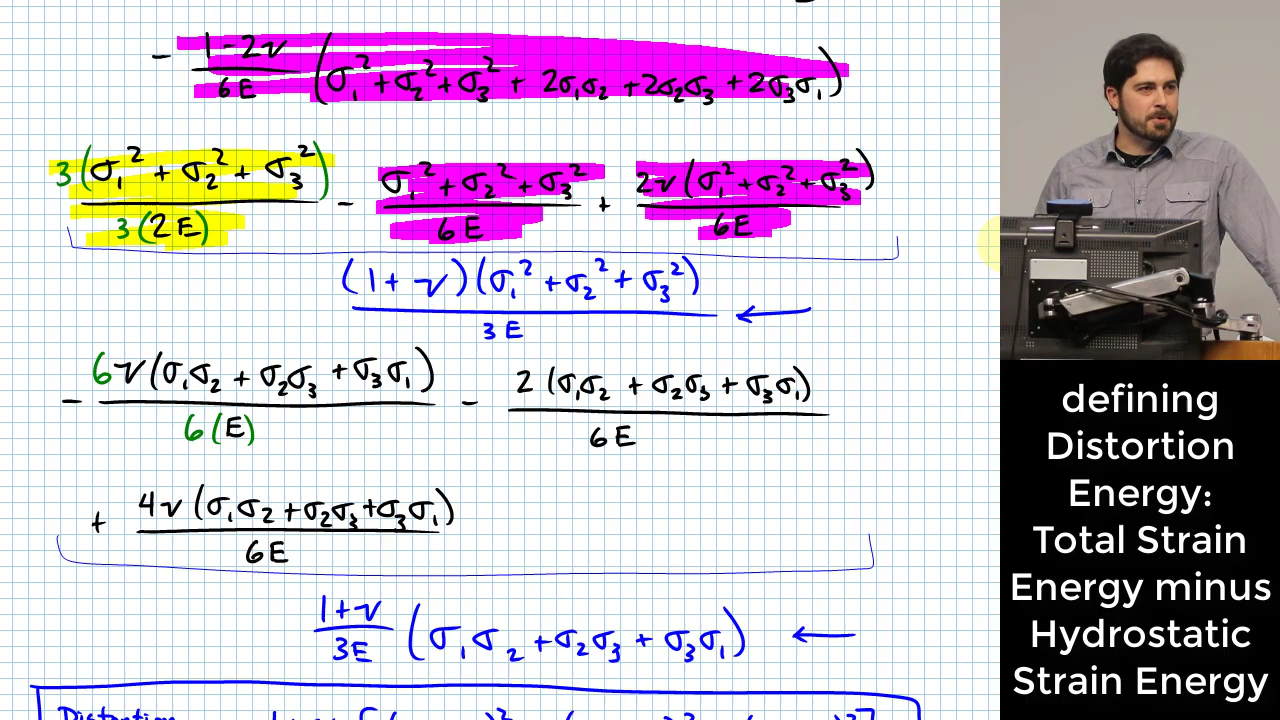 - (1-2ν)/(6E) (σ₁² + σ₂² + σ₃² + 2σ₁σ₂ + 2σ₂σ₃ + 2σ₃σ₁)
3(σ₁² + σ₂² + σ₃²)/(3(2E)) - (σ₁² + σ₂² + σ₃²)/(6E) + 2ν(σ₁² + σ₂² + σ₃²)/(6E)
(1+ν)(σ₁² + σ₂² + σ₃²)/(3E) ←
- 6ν(σ₁σ₂ + σ₂σ₃ + σ₃σ₁)/(6(E)) - 2(σ₁σ₂ + σ₂σ₃ + σ₃σ₁)/(6E)
+ 4ν(σ₁σ₂ + σ₂σ₃ + σ₃σ₁)/(6E)
(1+ν)/(3E) (σ₁σ₂ + σ₂σ₃ + σ₃σ₁) ←
Distortion
defining
Distortion
Energy:
Total Strain
Energy minus
Hydrostatic
Strain Energy